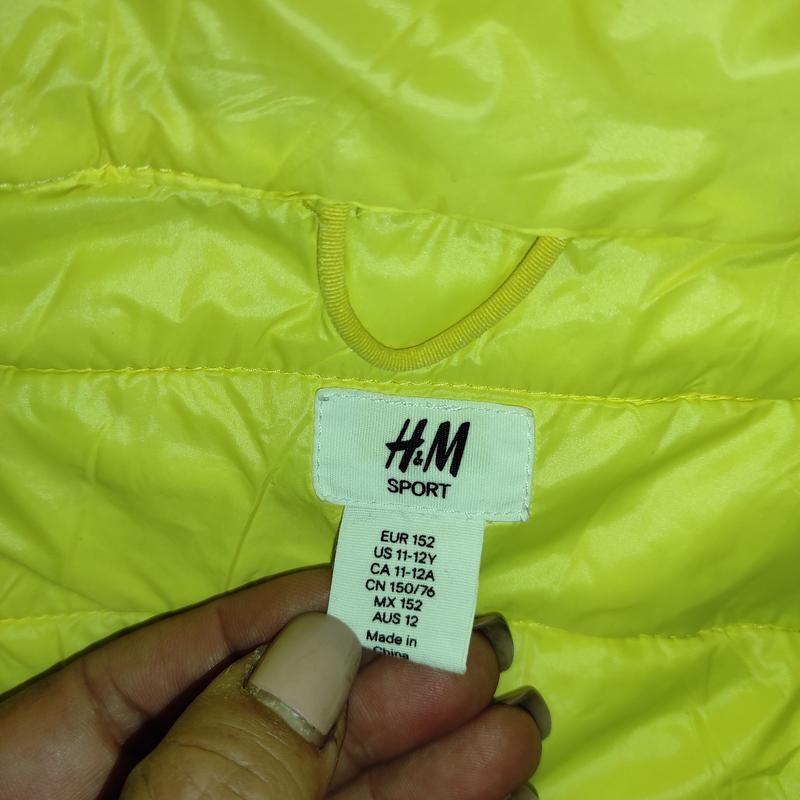 H&M
SPORT
EUR 152
US 11-12Y
CA 11-12A
CN 150/76
MX 152
AUS 12
Made in
China